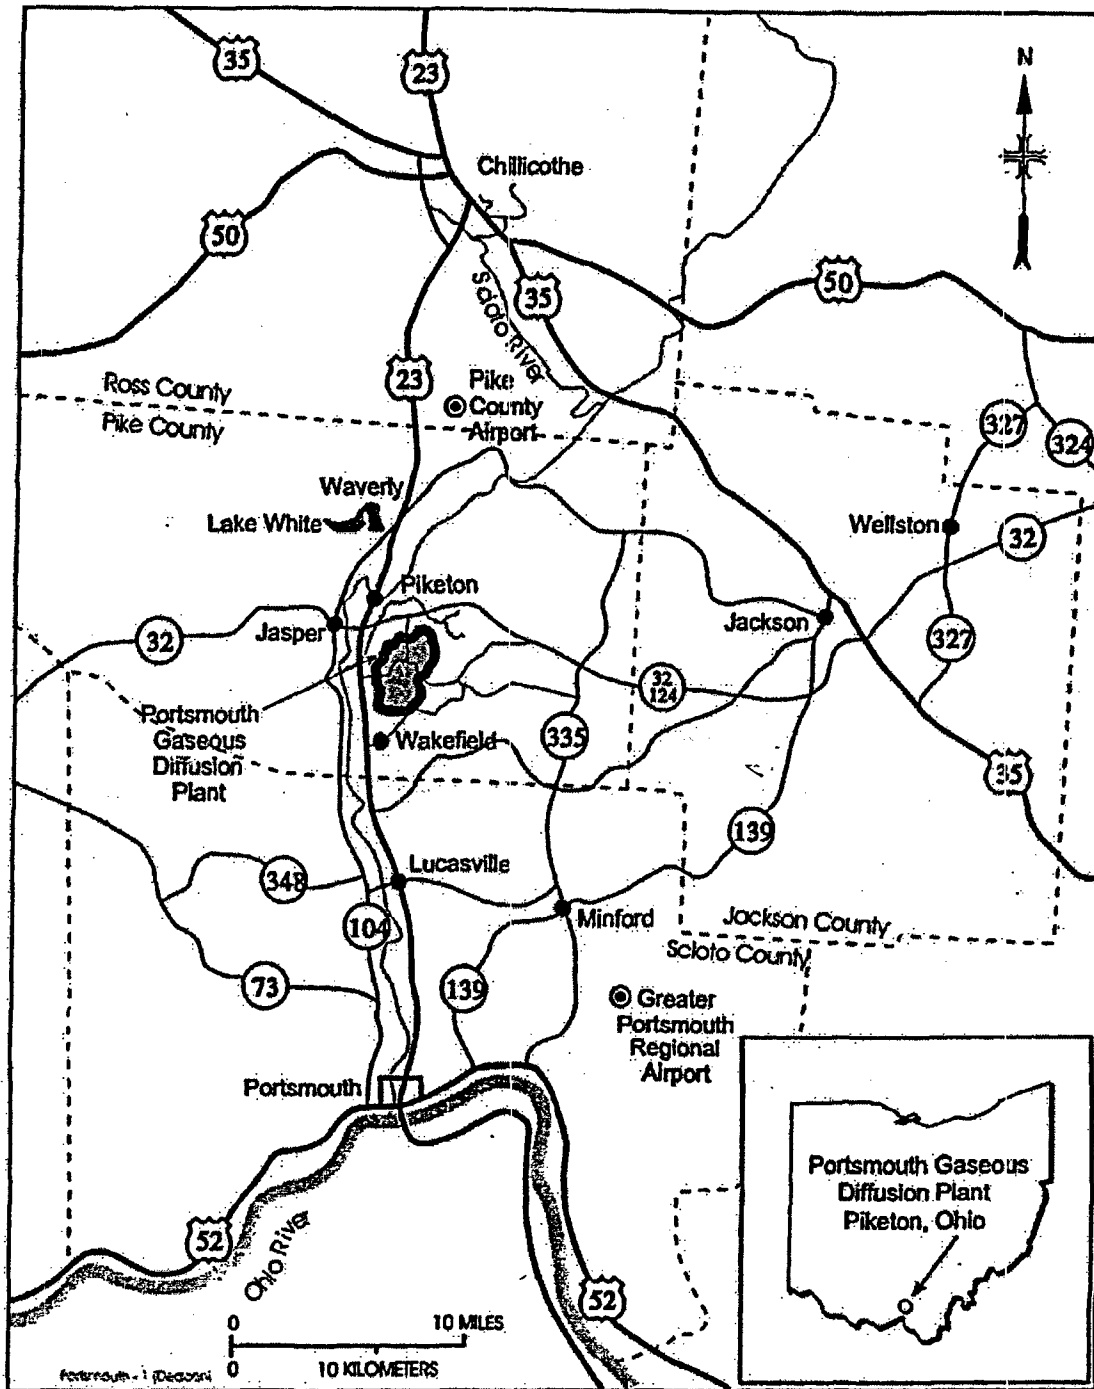 35
23
N
Chillicothe
50
50
Scioto River
35
Ross County
23
Pike
County
Airport
Pike County
327
324
Waverly
Lake White
Wellston
32
Piketon
Jasper
32
Jackson
327
32
124
Portsmouth
Gaseous
Diffusion
Plant
Wakefield
335
35
139
Lucasville
348
104
Minford
Jackson County
Scioto County
73
139
Greater
Portsmouth
Regional
Airport
Portsmouth
Portsmouth Gaseous
Diffusion Plant
Piketon, Ohio
52
Ohio River
52
0
10 MILES
0
10 KILOMETERS